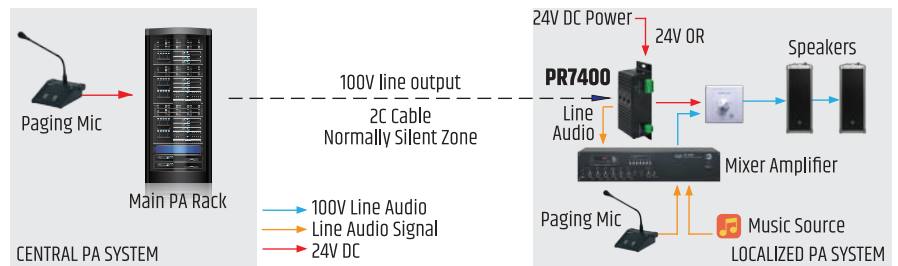 24V DC Power
24V OR
Speakers
PR7400
100V line output
2C Cable
Normally Silent Zone
Line
Audio
Paging Mic
Main PA Rack
Mixer Amplifier
100V Line Audio
Line Audio Signal
24V DC
Paging Mic
Music Source
CENTRAL PA SYSTEM
LOCALIZED PA SYSTEM